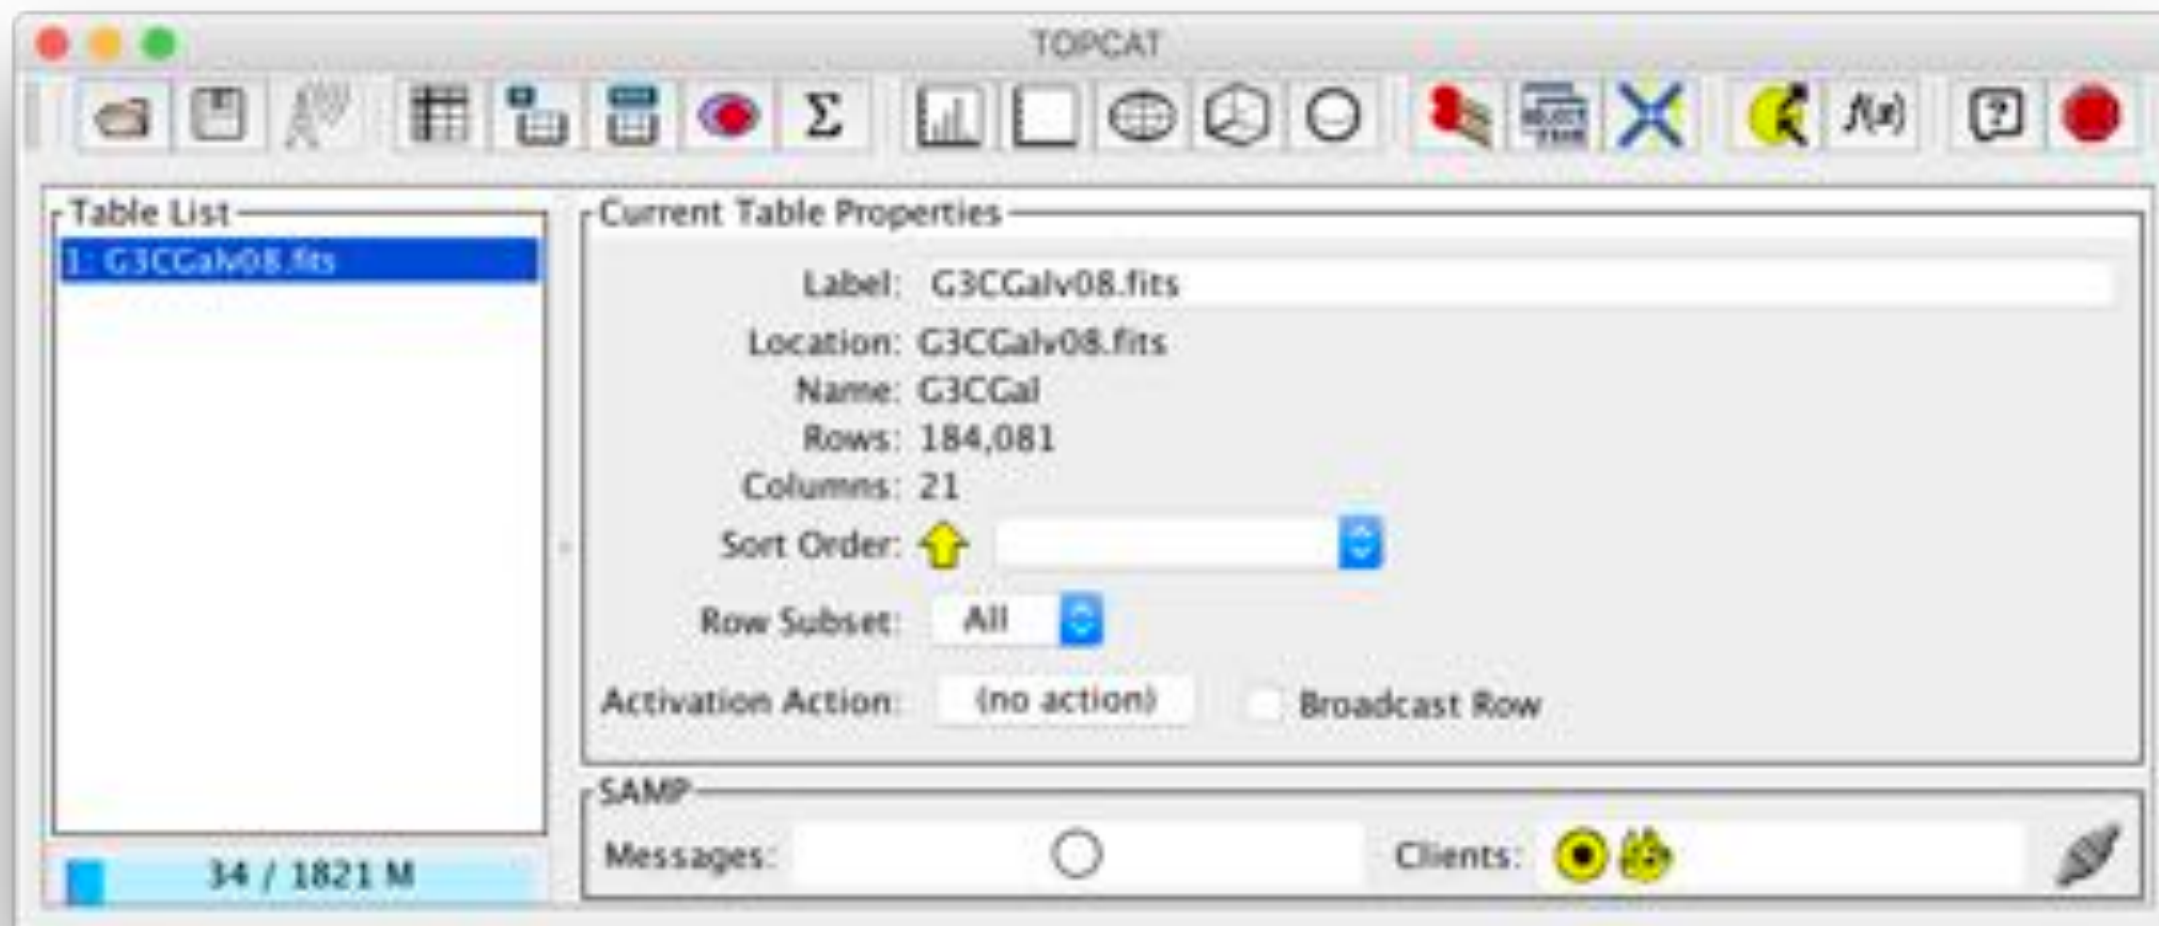 TOPCAT
Σ
f(x)
?
Table List
1: G3CGalv08.fits
34 / 1821 M
Current Table Properties
Label: G3CGalv08.fits
Location: G3CGalv08.fits
Name: G3CGal
Rows: 184,081
Columns: 21
Sort Order:
Row Subset: All
Activation Action: (no action) Broadcast Row
SAMP
Messages: Clients: